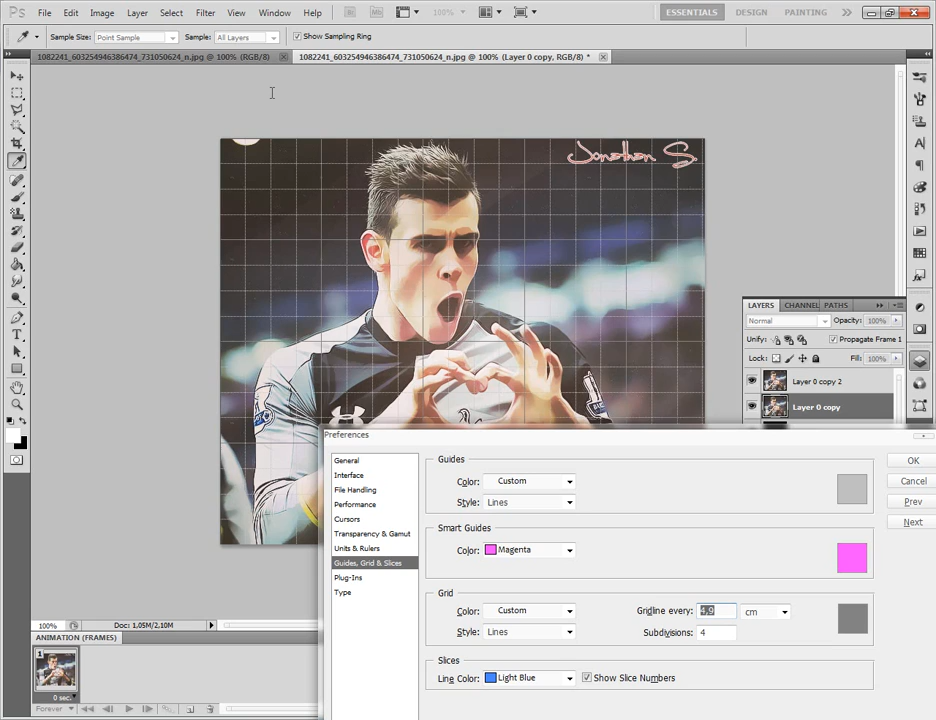 Ps File Edit Image Layer Select Filter View Window Help 100% ESSENTIALS DESIGN PAINTING
Sample Size: Point Sample Sample: All Layers Show Sampling Ring
1082241_603254946386474_731050624_n.jpg @ 100% (RGB/8) 1082241_603254946386474_731050624_n.jpg @ 100% (Layer 0 copy, RGB/8) *
Jonathan S.
LAYERS CHANNEL PATHS
Normal Opacity: 100%
Unify: Propagate Frame 1
Lock: Fill: 100%
Layer 0 copy 2
Layer 0 copy
Preferences
General
Interface
File Handling
Performance
Cursors
Transparency & Gamut
Units & Rulers
Guides, Grid & Slices
Plug-Ins
Type
Guides
Color: Custom
Style: Lines
Smart Guides
Color: Magenta
Grid
Color: Custom Gridline every: 4,9 cm
Style: Lines Subdivisions: 4
Slices
Line Color: Light Blue Show Slice Numbers
OK
Cancel
Prev
Next
100% Doc: 1,05M/2,10M
ANIMATION (FRAMES)
1
0 sec.
Forever